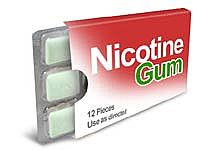 Nicotine
Gum
12 Pieces
Use as directed